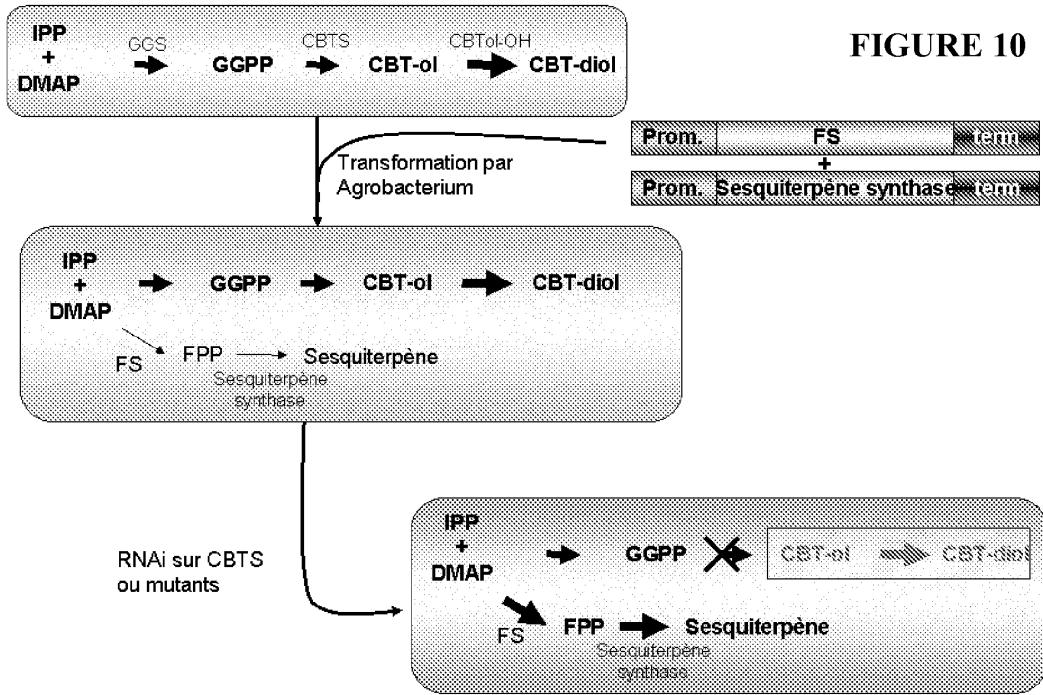 FIGURE 10
IPP
+
DMAP
GGS
GGPP
CBTS
CBT-ol
CBTol-OH
CBT-diol
Prom.
FS
term
+
Prom.
Sesquiterpène synthase
term
Transformation par
Agrobacterium
IPP
+
DMAP
GGPP
CBT-ol
CBT-diol
FS
FPP
Sesquiterpène
Sesquiterpène
synthase
RNAi sur CBTS
ou mutants
IPP
+
DMAP
GGPP
CBT-ol
CBT-diol
FS
FPP
Sesquiterpène
Sesquiterpène
synthase